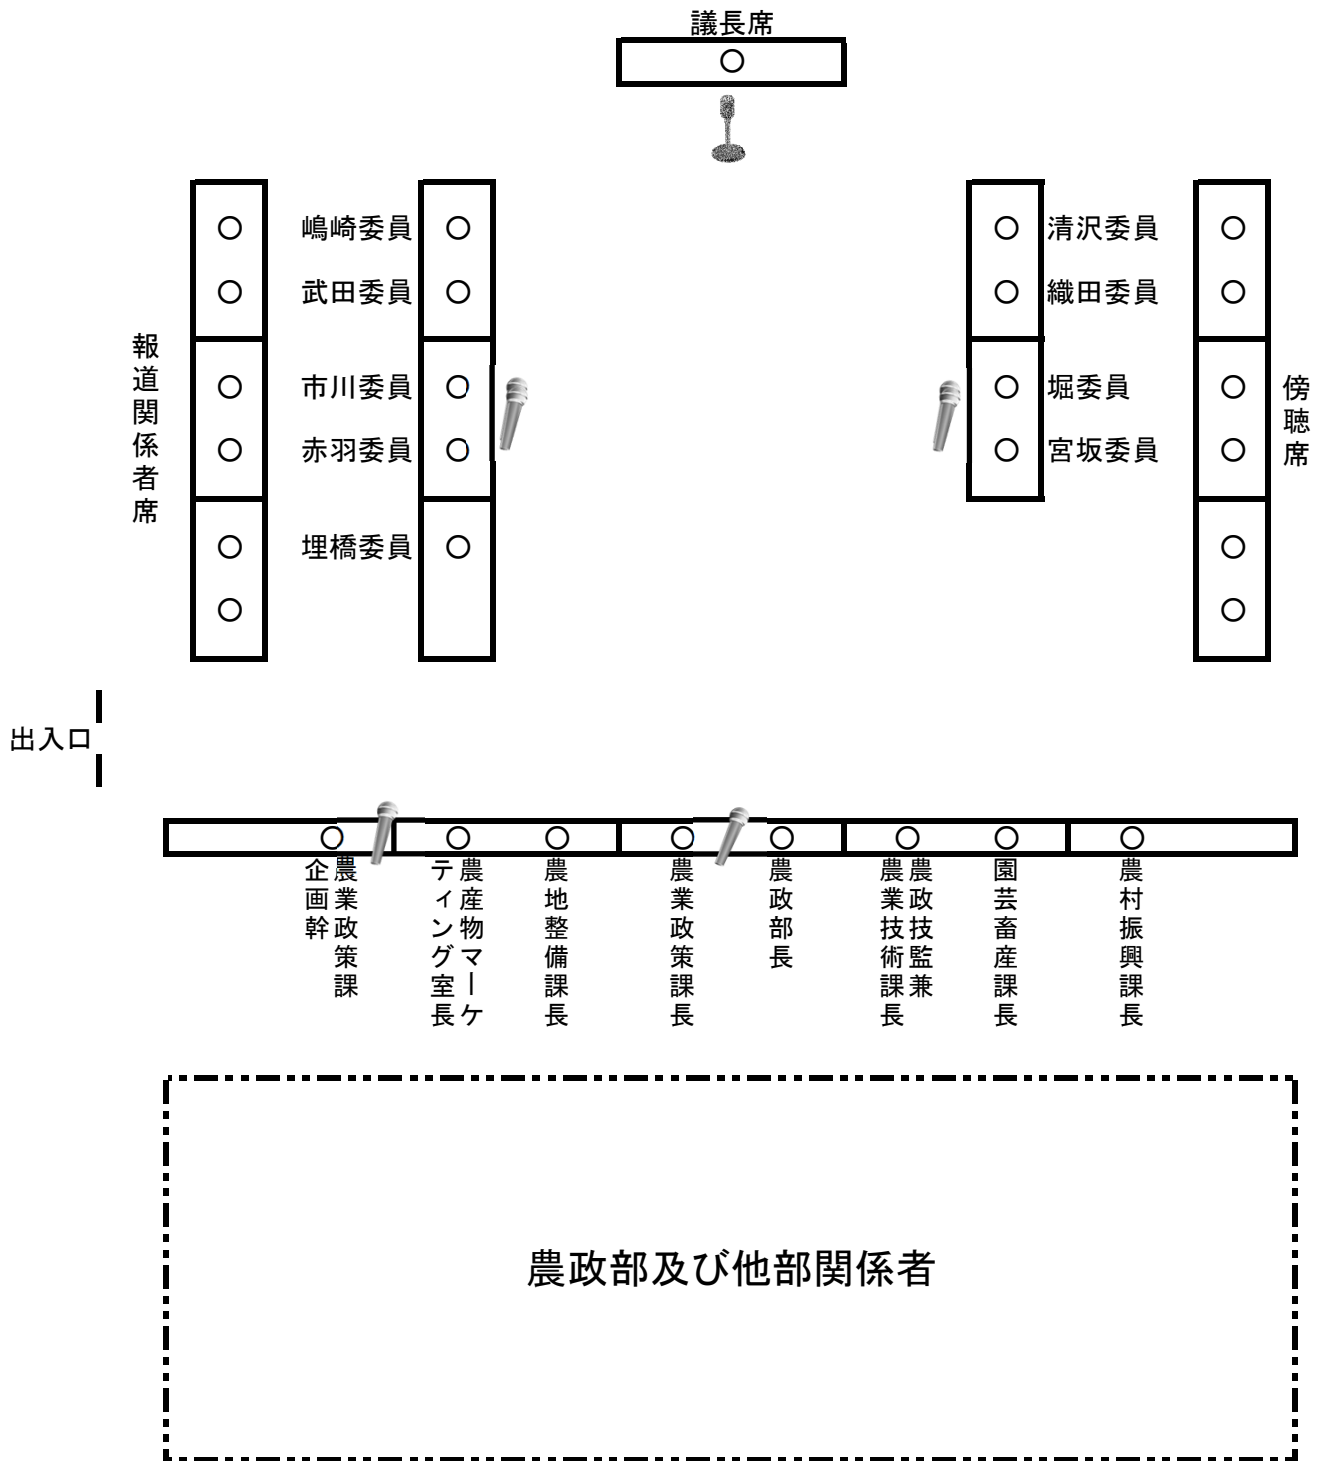 議長席
嶋崎委員
清沢委員
武田委員
織田委員
報道関係者席
市川委員
堀委員
傍聴席
赤羽委員
宮坂委員
埋橋委員
出入口
農業政策課
企画幹
農産物マーケ
ティング室長
農地整備課長
農業政策課長
農政部長
農政技監兼
農業技術課長
園芸畜産課長
農村振興課長
農政部及び他部関係者